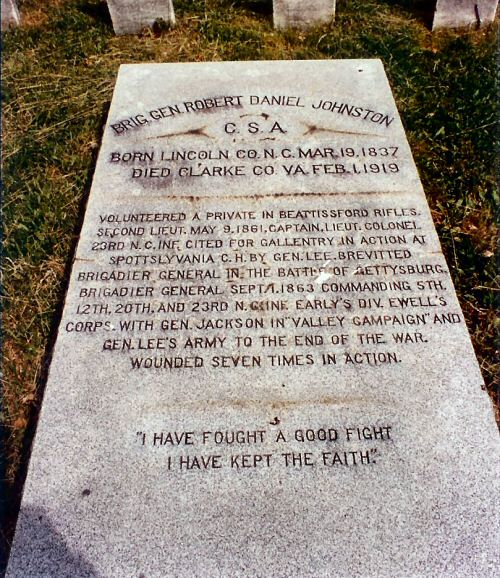 BRIG. GEN. ROBERT DANIEL JOHNSTON
C.S.A.
BORN LINCOLN CO. N.C. MAR. 19, 1837
DIED CLARKE CO. VA. FEB. 1, 1919
VOLUNTEERED A PRIVATE IN BEATTISSFORD RIFLES.
SECOND LIEUT. MAY 9, 1861, CAPTAIN, LIEUT. COLONEL
23RD N.C. INF. CITED FOR GALLENTRY IN ACTION AT
SPOTTSLYVANIA C.H. BY GEN. LEE. BREVITTED
BRIGADIER GENERAL IN THE BATTLE OF GETTYSBURG,
BRIGADIER GENERAL SEPT. 1, 1863 COMMANDING 5TH,
12TH, 20TH, AND 23RD N.C. INF. EARLY'S DIV. EWELL'S
CORPS. WITH GEN. JACKSON IN "VALLEY CAMPAIGN" AND
GEN. LEE'S ARMY TO THE END OF THE WAR.
WOUNDED SEVEN TIMES IN ACTION.
"I HAVE FOUGHT A GOOD FIGHT
I HAVE KEPT THE FAITH."